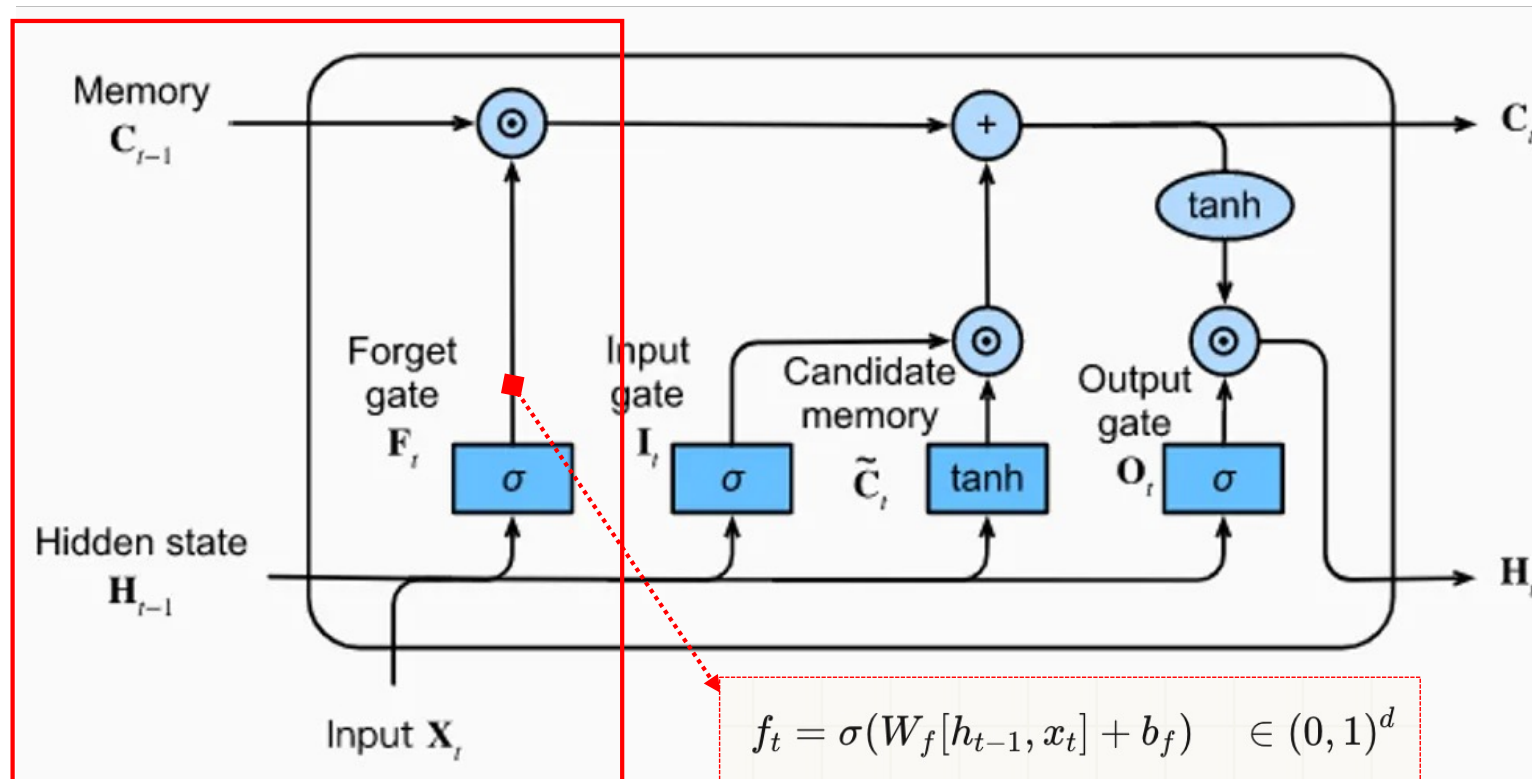 Memory
C_{t-1}
⊙
+
C_t
tanh
Forget
gate
F_t
σ
Input
gate
I_t
σ
Candidate
memory
C̃_t
tanh
⊙
Output
gate
O_t
σ
⊙
Hidden state
H_{t-1}
H_t
Input X_t
f_t = σ(W_f[h_{t-1}, x_t] + b_f) ∈ (0, 1)^d